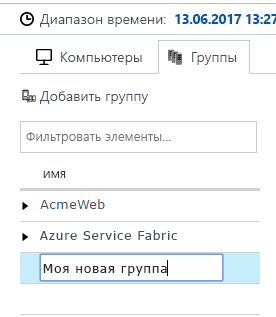 Диапазон времени: 13.06.2017 13:27
Компьютеры Группы
Добавить группу
Фильтровать элементы...
имя
AcmeWeb
Azure Service Fabric
Моя новая группа